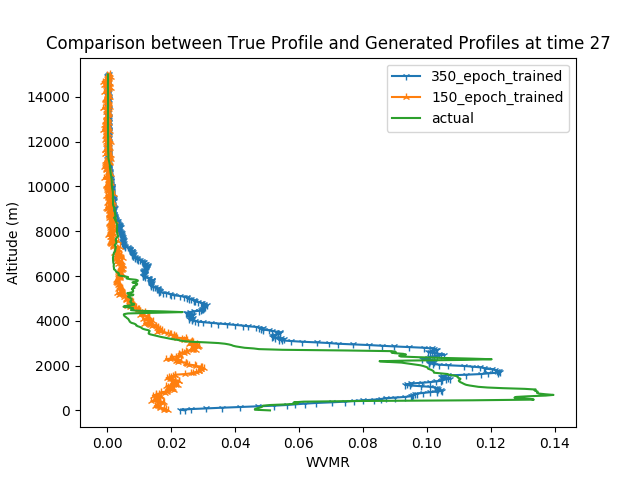 Comparison between True Profile and Generated Profiles at time 27
350_epoch_trained
150_epoch_trained
actual
Altitude (m)
14000
12000
10000
8000
6000
4000
2000
0
0.00 0.02 0.04 0.06 0.08 0.10 0.12 0.14
WVMR